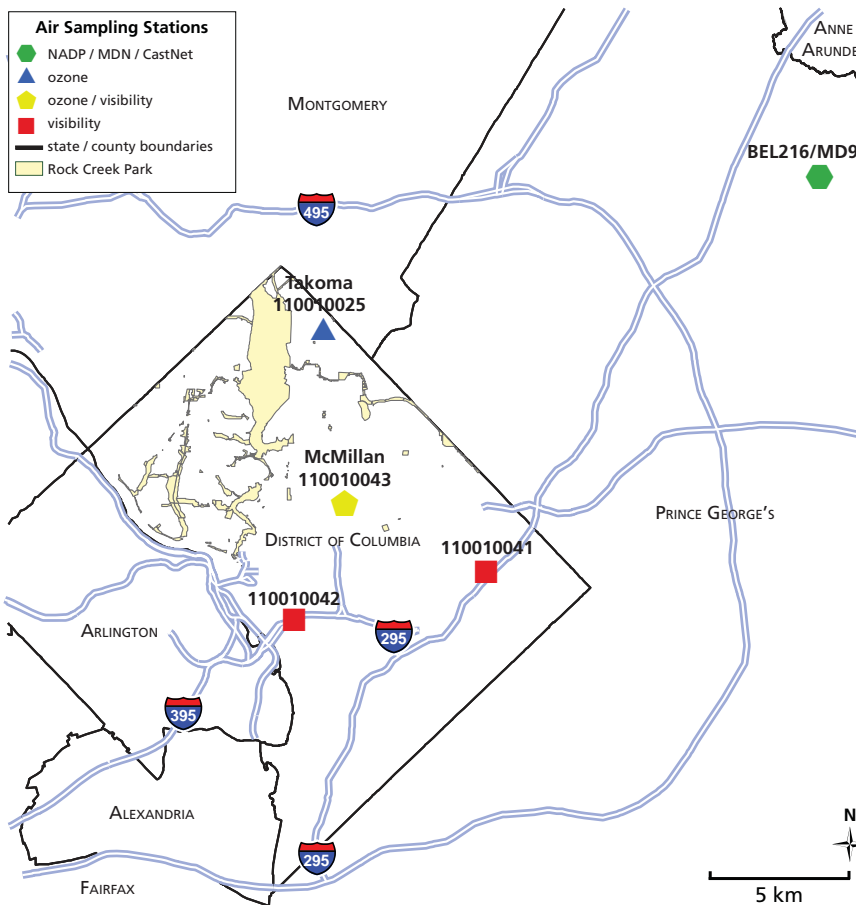 Air Sampling Stations
NADP / MDN / CastNet
ozone
ozone / visibility
visibility
state / county boundaries
Rock Creek Park
ANNE
ARUNDE
MONTGOMERY
BEL216/MD9
495
Takoma
110010025
McMillan
110010043
PRINCE GEORGE'S
DISTRICT OF COLUMBIA
110010041
110010042
ARLINGTON
295
395
ALEXANDRIA
N
295
FAIRFAX
5 km